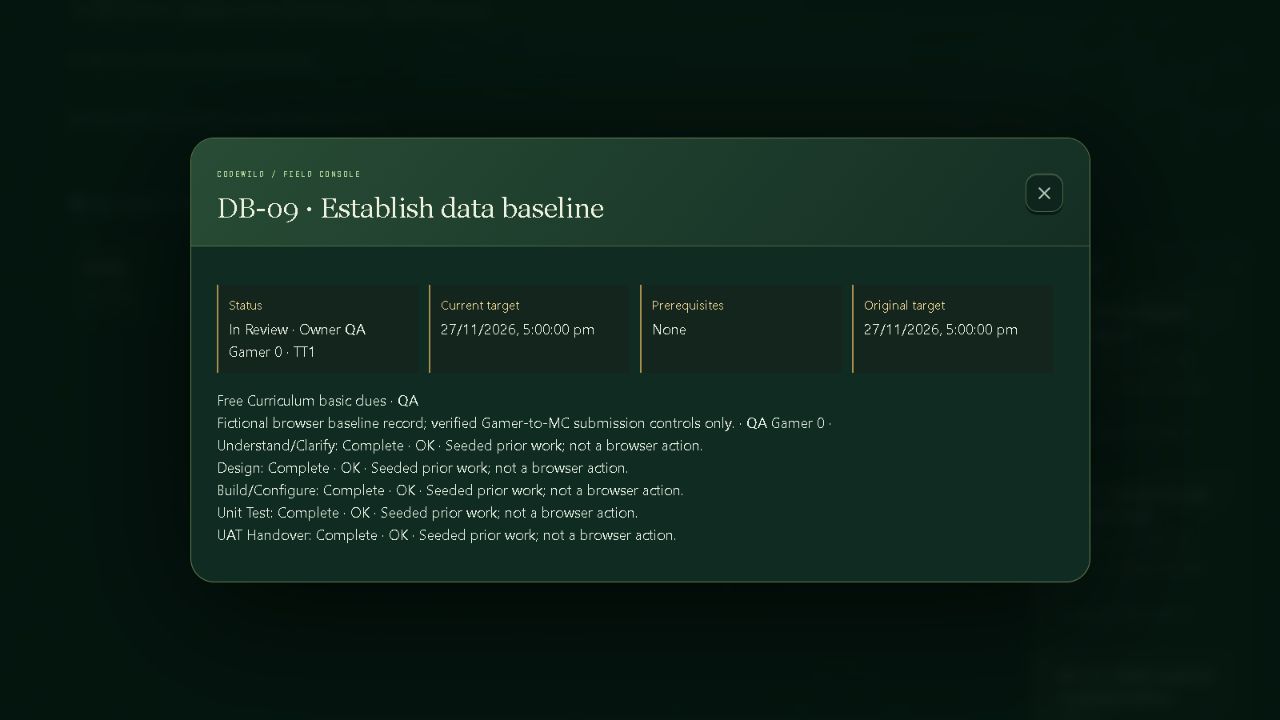 CODEWILD / FIELD CONSOLE
DB-09 · Establish data baseline
Status
In Review · Owner QA
Gamer 0 · TT1
Current target
27/11/2026, 5:00:00 pm
Prerequisites
None
Original target
27/11/2026, 5:00:00 pm
Free Curriculum basic clues · QA
Fictional browser baseline record; verified Gamer-to-MC submission controls only. · QA Gamer 0 ·
Understand/Clarify: Complete · OK · Seeded prior work; not a browser action.
Design: Complete · OK · Seeded prior work; not a browser action.
Build/Configure: Complete · OK · Seeded prior work; not a browser action.
Unit Test: Complete · OK · Seeded prior work; not a browser action.
UAT Handover: Complete · OK · Seeded prior work; not a browser action.